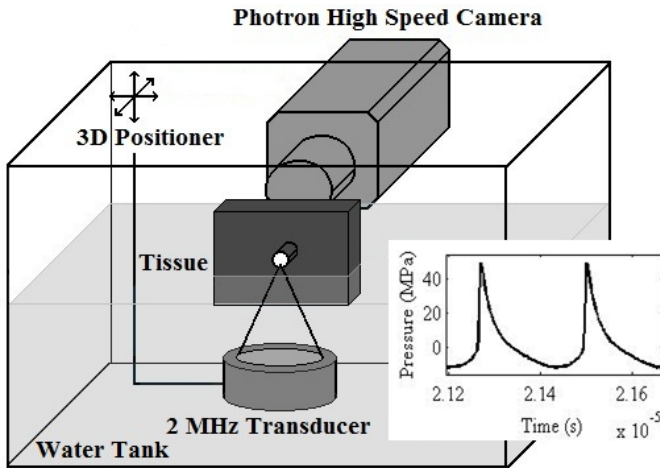 Photron High Speed Camera
3D Positioner
Tissue
2 MHz Transducer
Water Tank
Pressure (MPa)
40
20
0
2.12
2.14
2.16
Time (s)
x 10⁻⁵